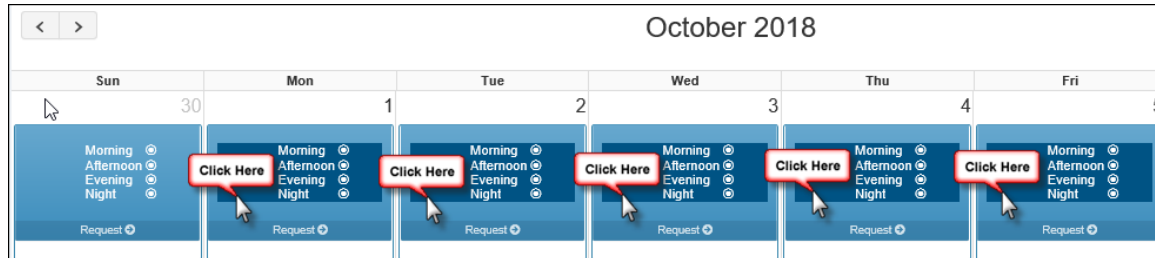 October 2018
Sun Mon Tue Wed Thu Fri
30 1 2 3 4
Morning Morning Morning Morning Morning Morning
Afternoon Afternoon Afternoon Afternoon Afternoon Afternoon
Click Here Click Here Click Here Click Here Click Here
Evening Evening Evening Evening Evening Evening
Night Night Night Night Night Night
Request Request Request Request Request Request